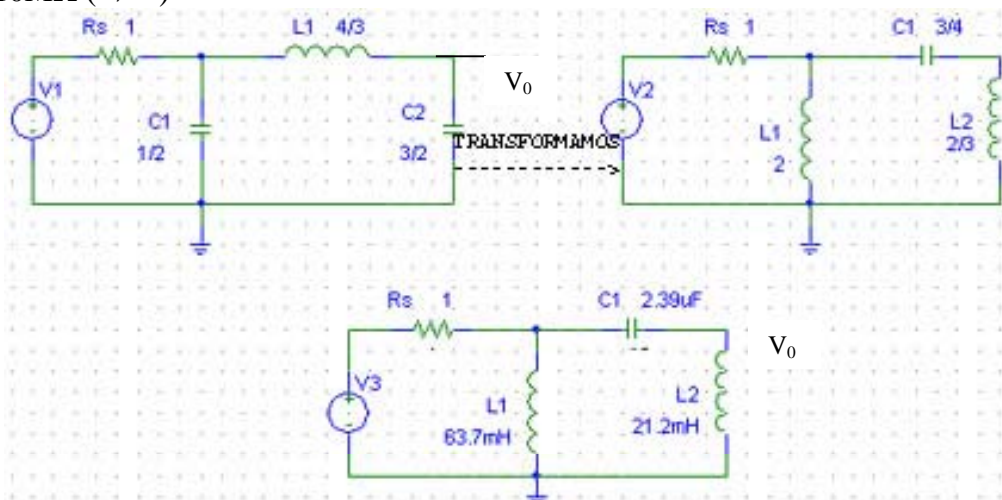 Rs 1
L1 4/3
V1
C1
1/2
C2
3/2
V0
TRANSFORMAMOS
Rs 1
C1 3/4
V2
L1
2
L2
2/3
Rs 1
C1 2.39uF
V3
L1
63.7mH
L2
21.2mH
V0